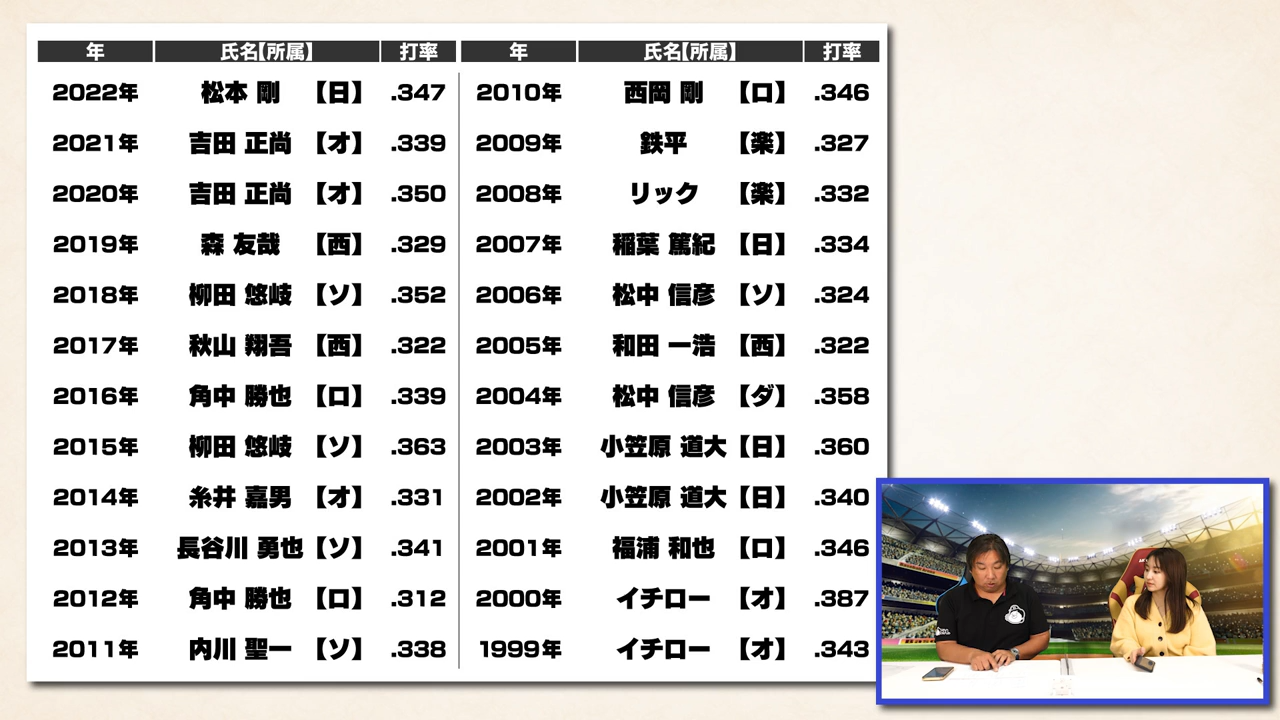 年 氏名【所属】 打率 年 氏名【所属】 打率
2022年 松本 剛 【日】 .347 2010年 西岡 剛 【ロ】 .346
2021年 吉田 正尚 【オ】 .339 2009年 鉄平 【楽】 .327
2020年 吉田 正尚 【オ】 .350 2008年 リック 【楽】 .332
2019年 森 友哉 【西】 .329 2007年 稲葉 篤紀 【日】 .334
2018年 柳田 悠岐 【ソ】 .352 2006年 松中 信彦 【ソ】 .324
2017年 秋山 翔吾 【西】 .322 2005年 和田 一浩 【西】 .322
2016年 角中 勝也 【ロ】 .339 2004年 松中 信彦 【ダ】 .358
2015年 柳田 悠岐 【ソ】 .363 2003年 小笠原 道大 【日】 .360
2014年 糸井 嘉男 【オ】 .331 2002年 小笠原 道大 【日】 .340
2013年 長谷川 勇也 【ソ】 .341 2001年 福浦 和也 【ロ】 .346
2012年 角中 勝也 【ロ】 .312 2000年 イチロー 【オ】 .387
2011年 内川 聖一 【ソ】 .338 1999年 イチロー 【オ】 .343